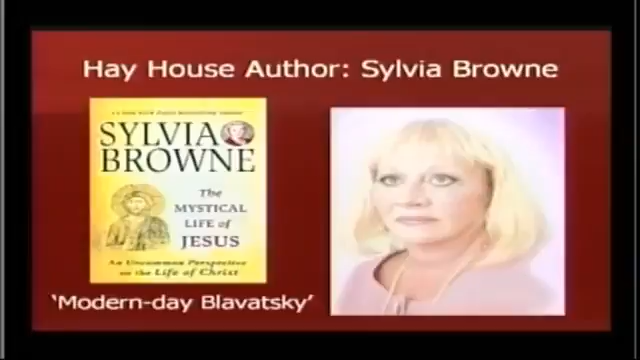 Hay House Author: Sylvia Browne
SYLVIA
BROWNE
The
MYSTICAL
LIFE of
JESUS
An Uncommon Perspective
on the Life of Christ
‘Modern-day Blavatsky’